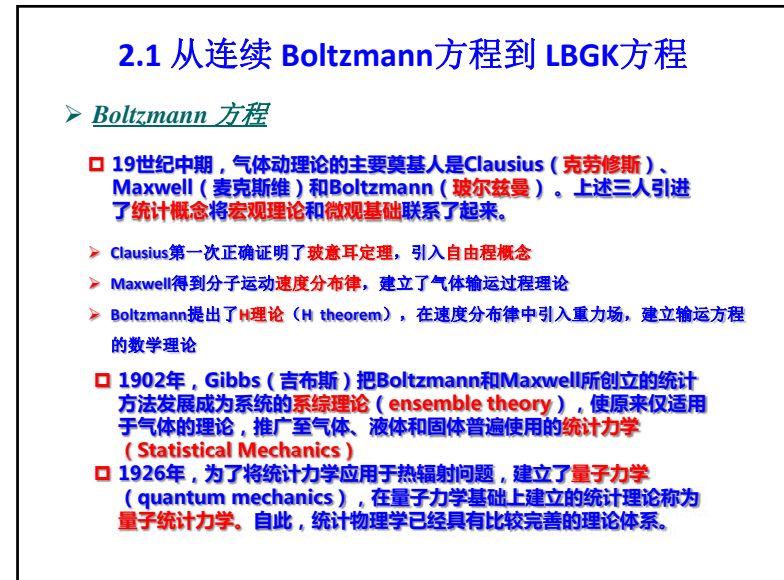 2.1 从连续 Boltzmann方程到 LBGK方程
Boltzmann 方程
19世纪中期，气体动理论的主要奠基人是Clausius（克劳修斯）、
Maxwell（麦克斯维）和Boltzmann（玻尔兹曼）。上述三人引进
了统计概念将宏观理论和微观基础联系了起来。
Clausius第一次正确证明了玻意耳定理，引入自由程概念
Maxwell得到分子运动速度分布律，建立了气体输运过程理论
Boltzmann提出了H理论（H theorem），在速度分布律中引入重力场，建立输运方程
的数学理论
1902年，Gibbs（吉布斯）把Boltzmann和Maxwell所创立的统计
方法发展成为系统的系综理论（ensemble theory），使原来仅适用
于气体的理论，推广至气体、液体和固体普遍使用的统计力学
（Statistical Mechanics）
1926年，为了将统计力学应用于热辐射问题，建立了量子力学
（quantum mechanics），在量子力学基础上建立的统计理论称为
量子统计力学。自此，统计物理学已经具有比较完善的理论体系。